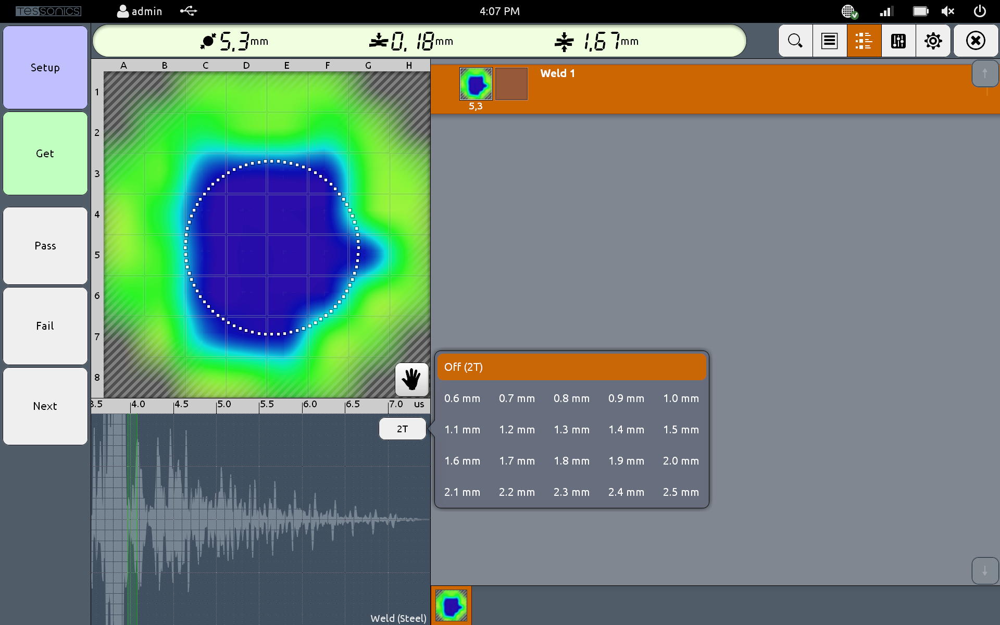 TESSONICS admin 4:07 PM
Setup
Get
Pass
Fail
Next
5,3mm 0,18mm 1,67mm
A B C D E F G H
1
2
3
4
5
6
7
8
3.5 4.0 4.5 5.0 5.5 6.0 6.5 7.0 us
2T
Weld (Steel)
Weld 1
5,3
Off (2T)
0.6 mm 0.7 mm 0.8 mm 0.9 mm 1.0 mm
1.1 mm 1.2 mm 1.3 mm 1.4 mm 1.5 mm
1.6 mm 1.7 mm 1.8 mm 1.9 mm 2.0 mm
2.1 mm 2.2 mm 2.3 mm 2.4 mm 2.5 mm